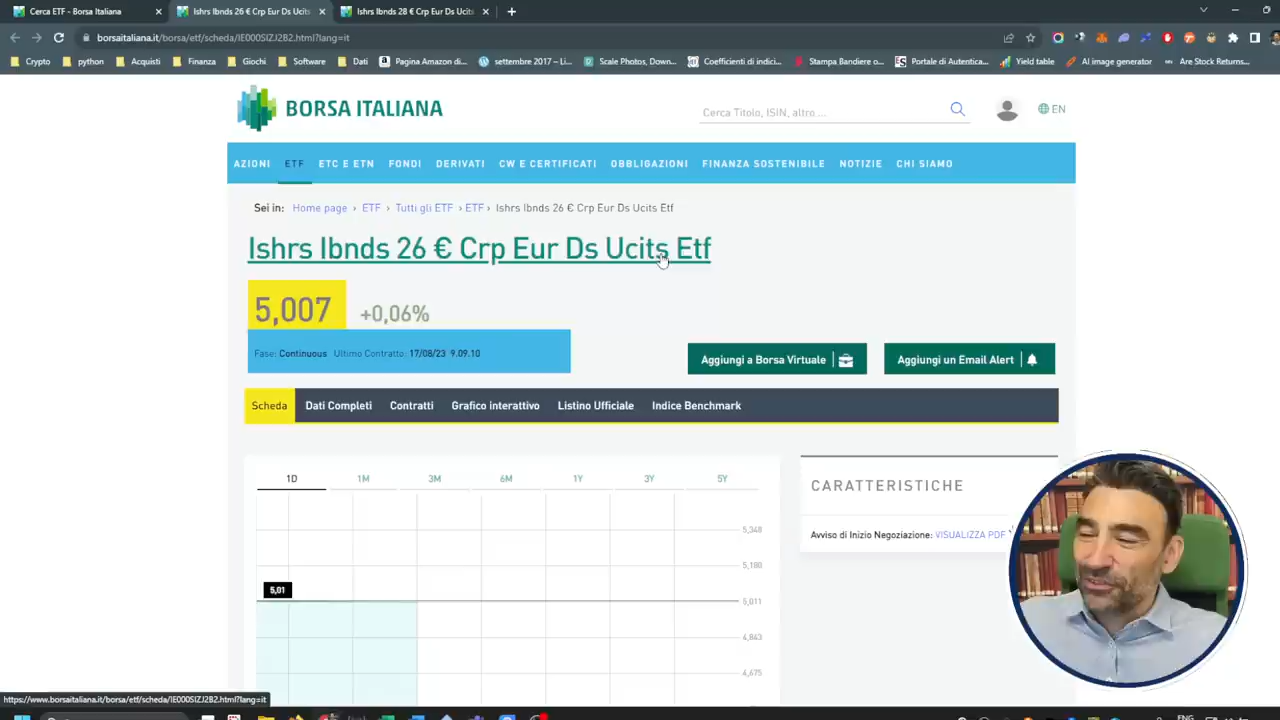 Cerca ETF - Borsa Italiana
Ishrs Ibnds 26 € Crp Eur Ds Ucits
Ishrs Ibnds 28 € Crp Eur Ds Ucits
borsaitaliana.it/borsa/etf/scheda/IE000SIZJ2B2.html?lang=it
Crypto python Acquisti Finanza Giochi Software Dati Pagina Amazon di... settembre 2017 – Li... Scale Photos, Down... Coefficienti di indici... Stampa Bandiere o... Portale di Autentica... Yield table AI image generator Are Stock Returns...
BORSA ITALIANA
Cerca Titolo, ISIN, altro ...
EN
AZIONI ETF ETC E ETN FONDI DERIVATI CW E CERTIFICATI OBBLIGAZIONI FINANZA SOSTENIBILE NOTIZIE CHI SIAMO
Sei in: Home page › ETF › Tutti gli ETF › ETF › Ishrs Ibnds 26 € Crp Eur Ds Ucits Etf
Ishrs Ibnds 26 € Crp Eur Ds Ucits Etf
5,007 +0,06%
Fase: Continuous Ultimo Contratto: 17/08/23 9.09.10
Aggiungi a Borsa Virtuale
Aggiungi un Email Alert
Scheda Dati Completi Contratti Grafico interattivo Listino Ufficiale Indice Benchmark
1D 1M 3M 6M 1Y 3Y 5Y
5,348
5,180
5,01
5,011
4,843
4,675
CARATTERISTICHE
Avviso di Inizio Negoziazione: VISUALIZZA PDF
https://www.borsaitaliana.it/borsa/etf/scheda/IE000SIZJ2B2.html?lang=it
ENG